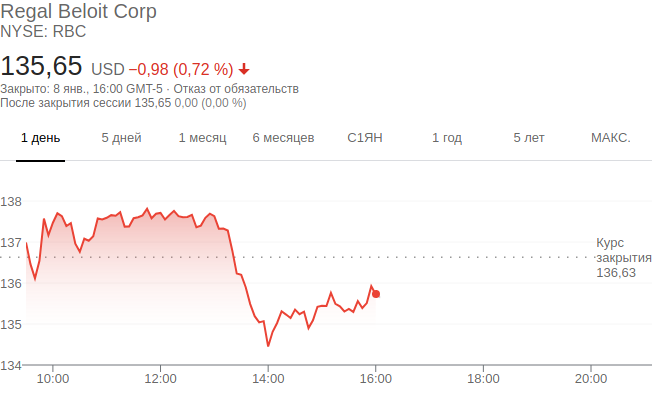 Regal Beloit Corp
NYSE: RBC
135,65 USD −0,98 (0,72 %)
Закрыто: 8 янв., 16:00 GMT-5 · Отказ от обязательств
После закрытия сессии 135,65 0,00 (0,00 %)
1 день 5 дней 1 месяц 6 месяцев С1ЯН 1 год 5 лет МАКС.
138
137
136
135
134
Курс
закрытия
136,63
10:00 12:00 14:00 16:00 18:00 20:00